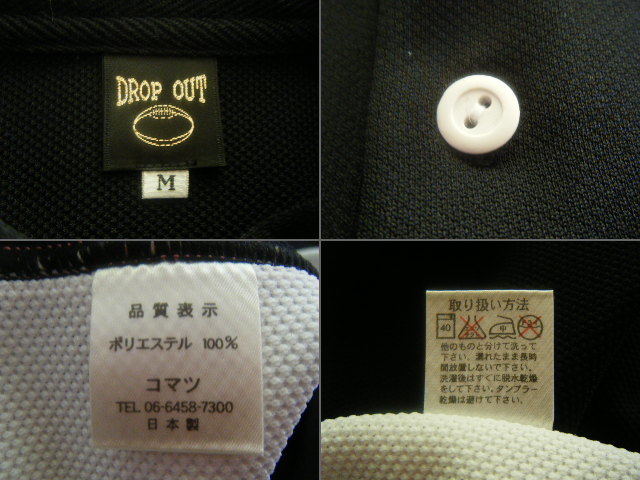 DROP OUT
M
品質表示
ポリエステル 100%
コマツ
TEL 06-6458-7300
日本製
取り扱い方法
40 中
他のものと分けて洗って
下さい。濡れたまま長時
間放置しないで下さい。
洗濯後はすぐに脱水乾燥
をして下さい。タンブラー
乾燥は避けて下さい。